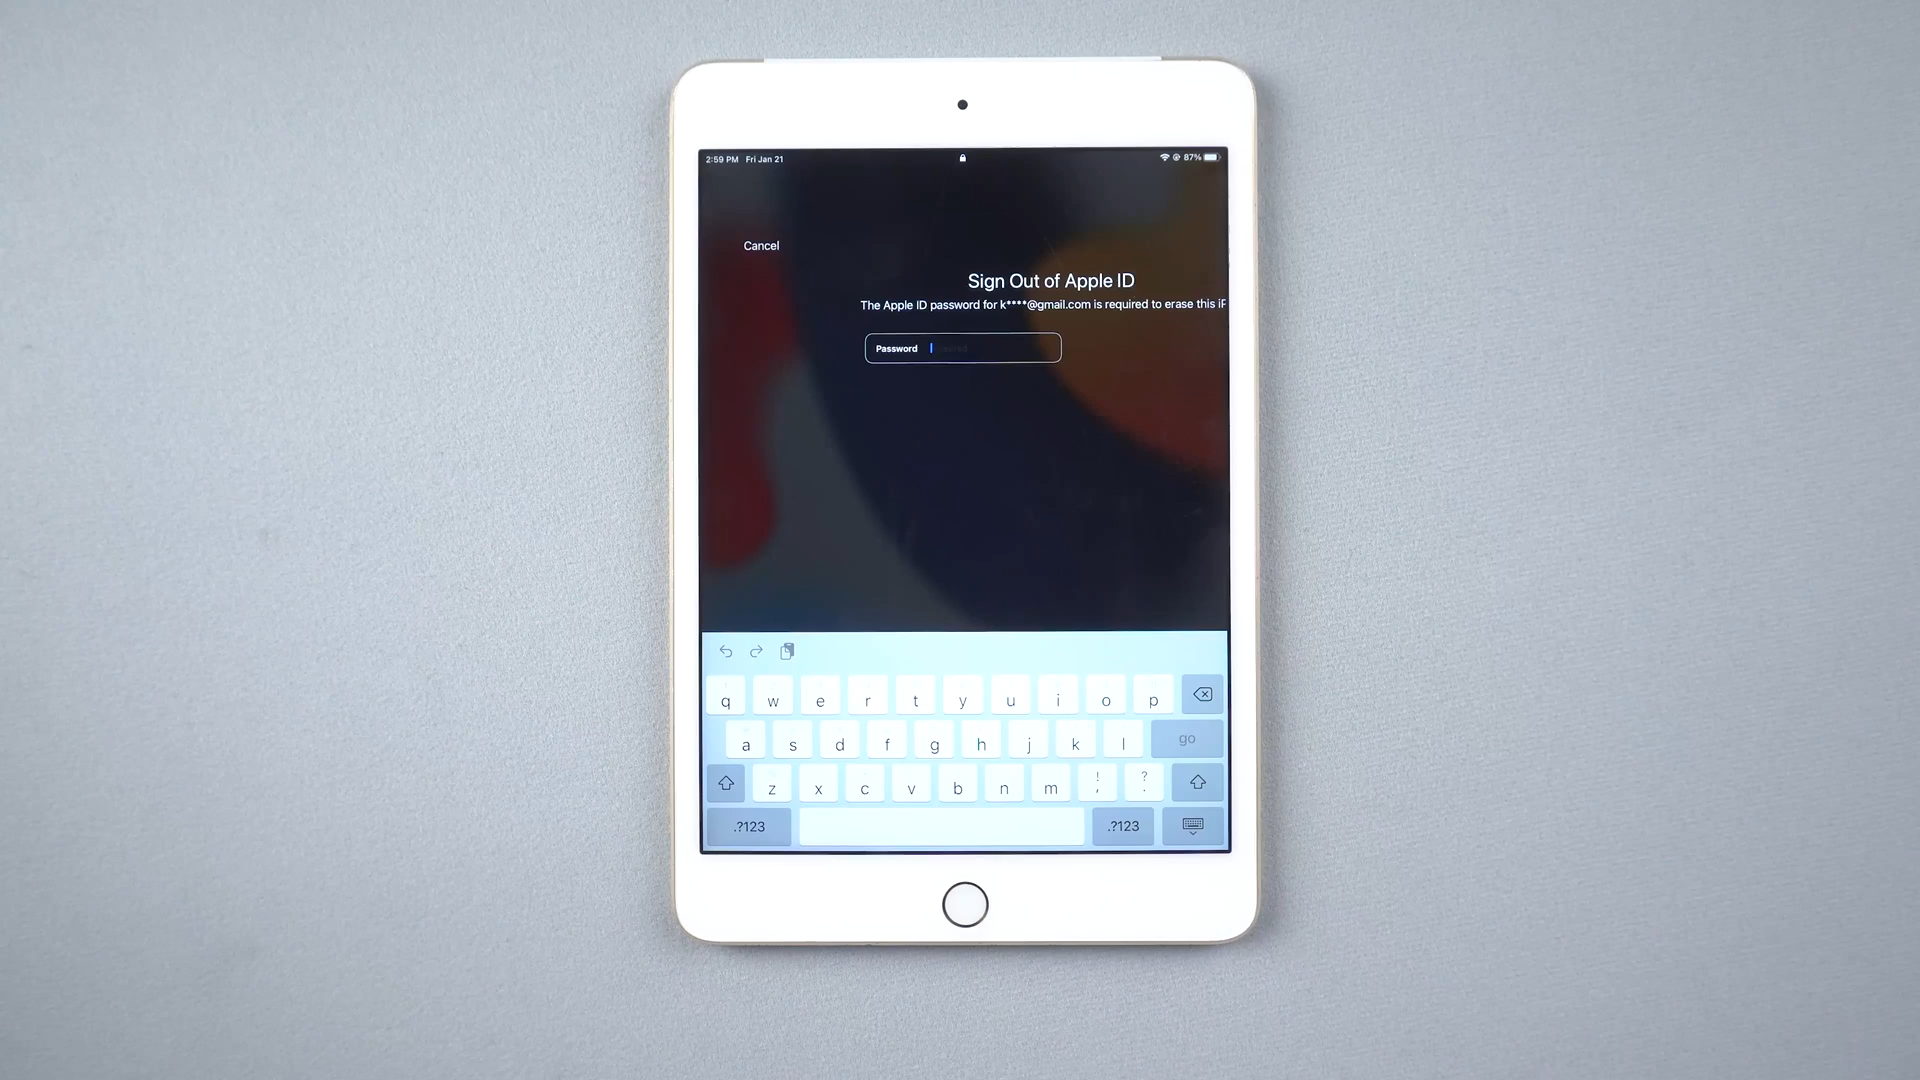 2:59 PM Fri Jan 21 87%
Cancel
Sign Out of Apple ID
The Apple ID password for k****@gmail.com is required to erase this iP
Password
q w e r t y u i o p
a s d f g h j k l go
z x c v b n m ! , ? .
.?123 .?123